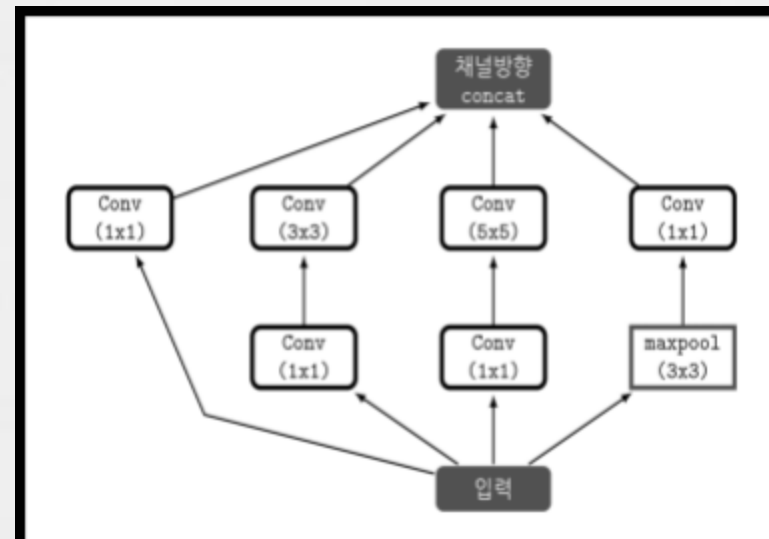 채널방향
concat
Conv
(1x1)
Conv
(3x3)
Conv
(5x5)
Conv
(1x1)
Conv
(1x1)
Conv
(1x1)
maxpool
(3x3)
입력